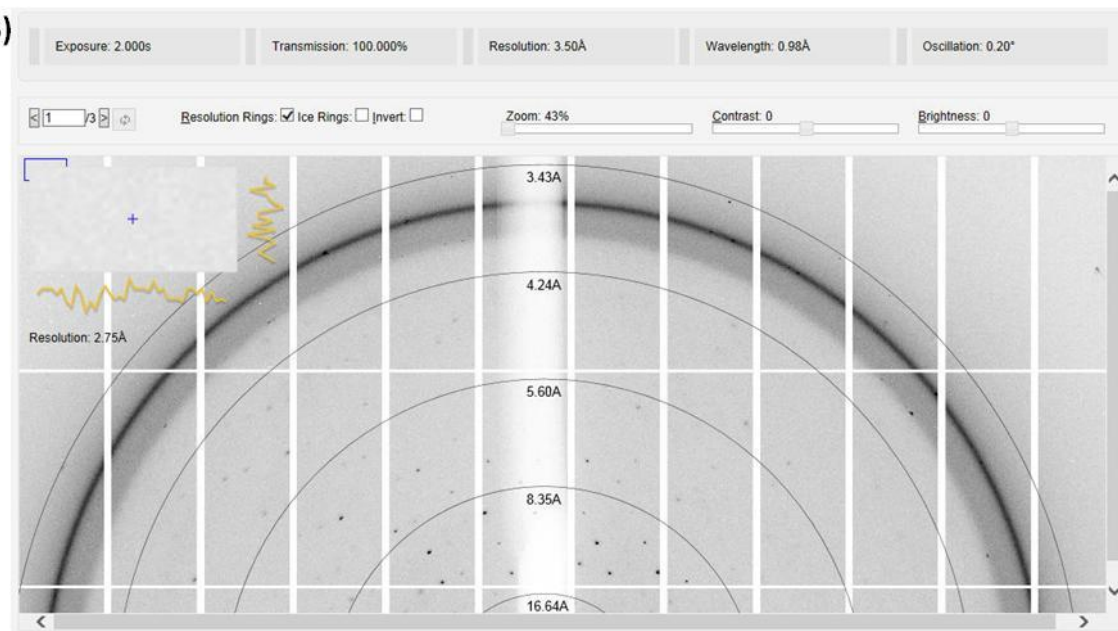 )
Exposure: 2.000s Transmission: 100.000% Resolution: 3.50Å Wavelength: 0.98Å Oscillation: 0.20°
< 1 /3 > Resolution Rings: Ice Rings: Invert: Zoom: 43% Contrast: 0 Brightness: 0
3.43A
4.24A
Resolution: 2.75Å
5.60A
8.35A
16.64A